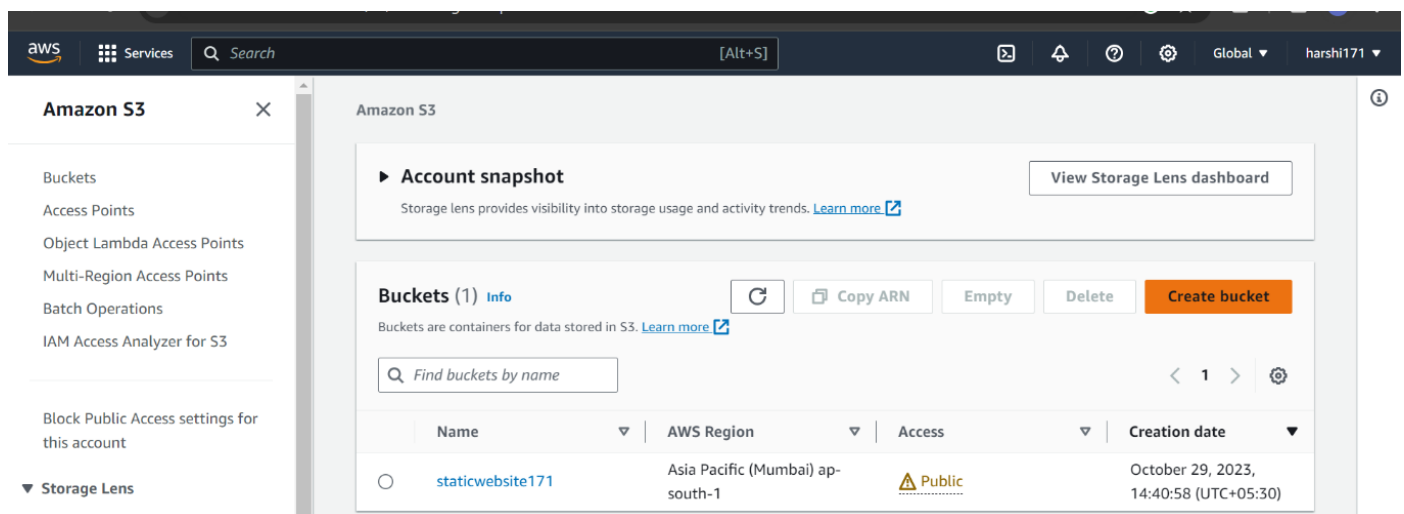 aws Services Search [Alt+S] Global harshi171
Amazon S3
Buckets
Access Points
Object Lambda Access Points
Multi-Region Access Points
Batch Operations
IAM Access Analyzer for S3
Block Public Access settings for
this account
Storage Lens
Amazon S3
Account snapshot
View Storage Lens dashboard
Storage lens provides visibility into storage usage and activity trends. Learn more
Buckets (1) Info
Copy ARN Empty Delete Create bucket
Buckets are containers for data stored in S3. Learn more
Find buckets by name
1
Name AWS Region Access Creation date
staticwebsite171
Asia Pacific (Mumbai) ap-
south-1
Public
October 29, 2023,
14:40:58 (UTC+05:30)